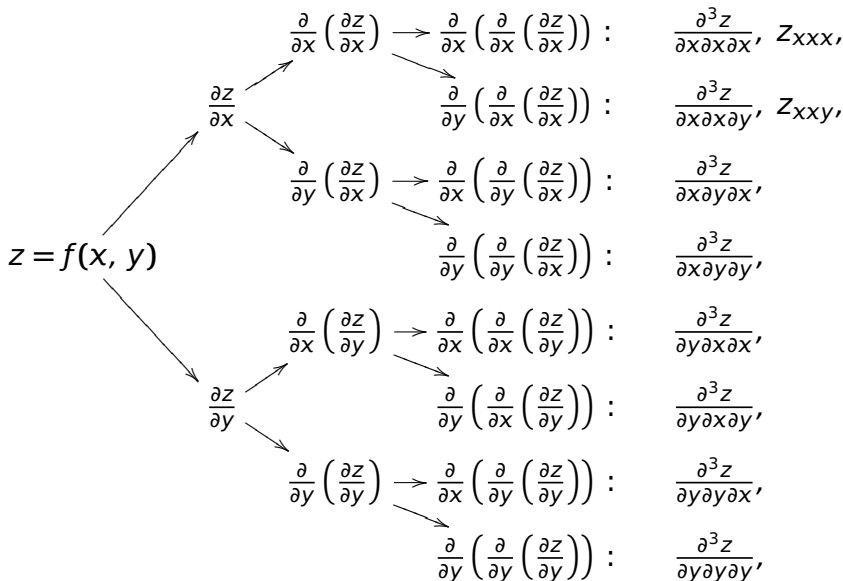 ∂/∂x (∂z/∂x) → ∂/∂x (∂/∂x (∂z/∂x)) : ∂³z/∂x∂x∂x, z_xxx,
∂z/∂x ∂/∂y (∂/∂x (∂z/∂x)) : ∂³z/∂x∂x∂y, z_xxy,
∂/∂y (∂z/∂x) → ∂/∂x (∂/∂y (∂z/∂x)) : ∂³z/∂x∂y∂x,
z = f(x, y) ∂/∂y (∂/∂y (∂z/∂x)) : ∂³z/∂x∂y∂y,
∂/∂x (∂z/∂y) → ∂/∂x (∂/∂x (∂z/∂y)) : ∂³z/∂y∂x∂x,
∂z/∂y ∂/∂y (∂/∂x (∂z/∂y)) : ∂³z/∂y∂x∂y,
∂/∂y (∂z/∂y) → ∂/∂x (∂/∂y (∂z/∂y)) : ∂³z/∂y∂y∂x,
∂/∂y (∂/∂y (∂z/∂y)) : ∂³z/∂y∂y∂y,